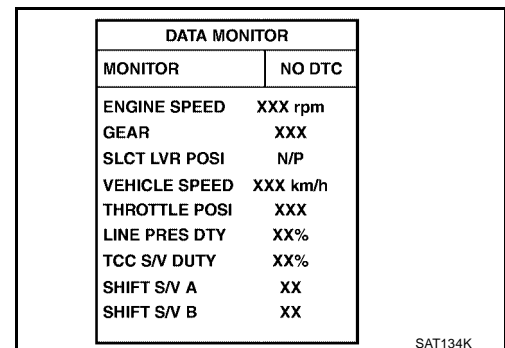 DATA MONITOR
MONITOR NO DTC
ENGINE SPEED XXX rpm
GEAR XXX
SLCT LVR POSI N/P
VEHICLE SPEED XXX km/h
THROTTLE POSI XXX
LINE PRES DTY XX%
TCC S/V DUTY XX%
SHIFT S/V A XX
SHIFT S/V B XX
SAT134K